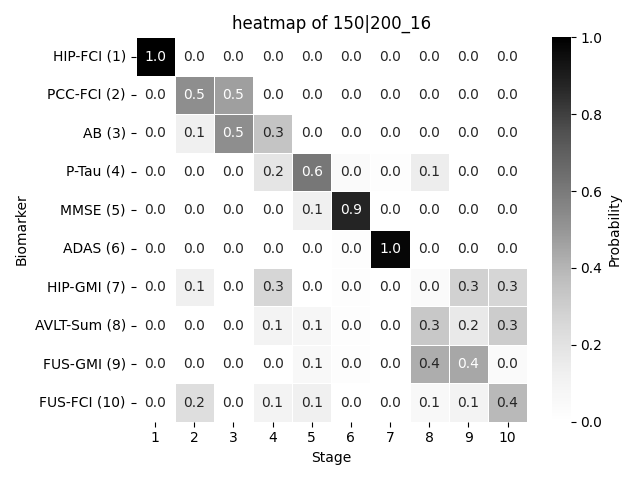 heatmap of 150|200_16
HIP-FCI (1) 1.0 0.0 0.0 0.0 0.0 0.0 0.0 0.0 0.0 0.0
PCC-FCI (2) 0.0 0.5 0.5 0.0 0.0 0.0 0.0 0.0 0.0 0.0
AB (3) 0.0 0.1 0.5 0.3 0.0 0.0 0.0 0.0 0.0 0.0
P-Tau (4) 0.0 0.0 0.0 0.2 0.6 0.0 0.0 0.1 0.0 0.0
MMSE (5) 0.0 0.0 0.0 0.0 0.1 0.9 0.0 0.0 0.0 0.0
ADAS (6) 0.0 0.0 0.0 0.0 0.0 0.0 1.0 0.0 0.0 0.0
HIP-GMI (7) 0.0 0.1 0.0 0.3 0.0 0.0 0.0 0.0 0.3 0.3
AVLT-Sum (8) 0.0 0.0 0.0 0.1 0.1 0.0 0.0 0.3 0.2 0.3
FUS-GMI (9) 0.0 0.0 0.0 0.0 0.1 0.0 0.0 0.4 0.4 0.0
FUS-FCI (10) 0.0 0.2 0.0 0.1 0.1 0.0 0.0 0.1 0.1 0.4
1 2 3 4 5 6 7 8 9 10
Stage
Biomarker
1.0
0.8
0.6
0.4
0.2
0.0
Probability